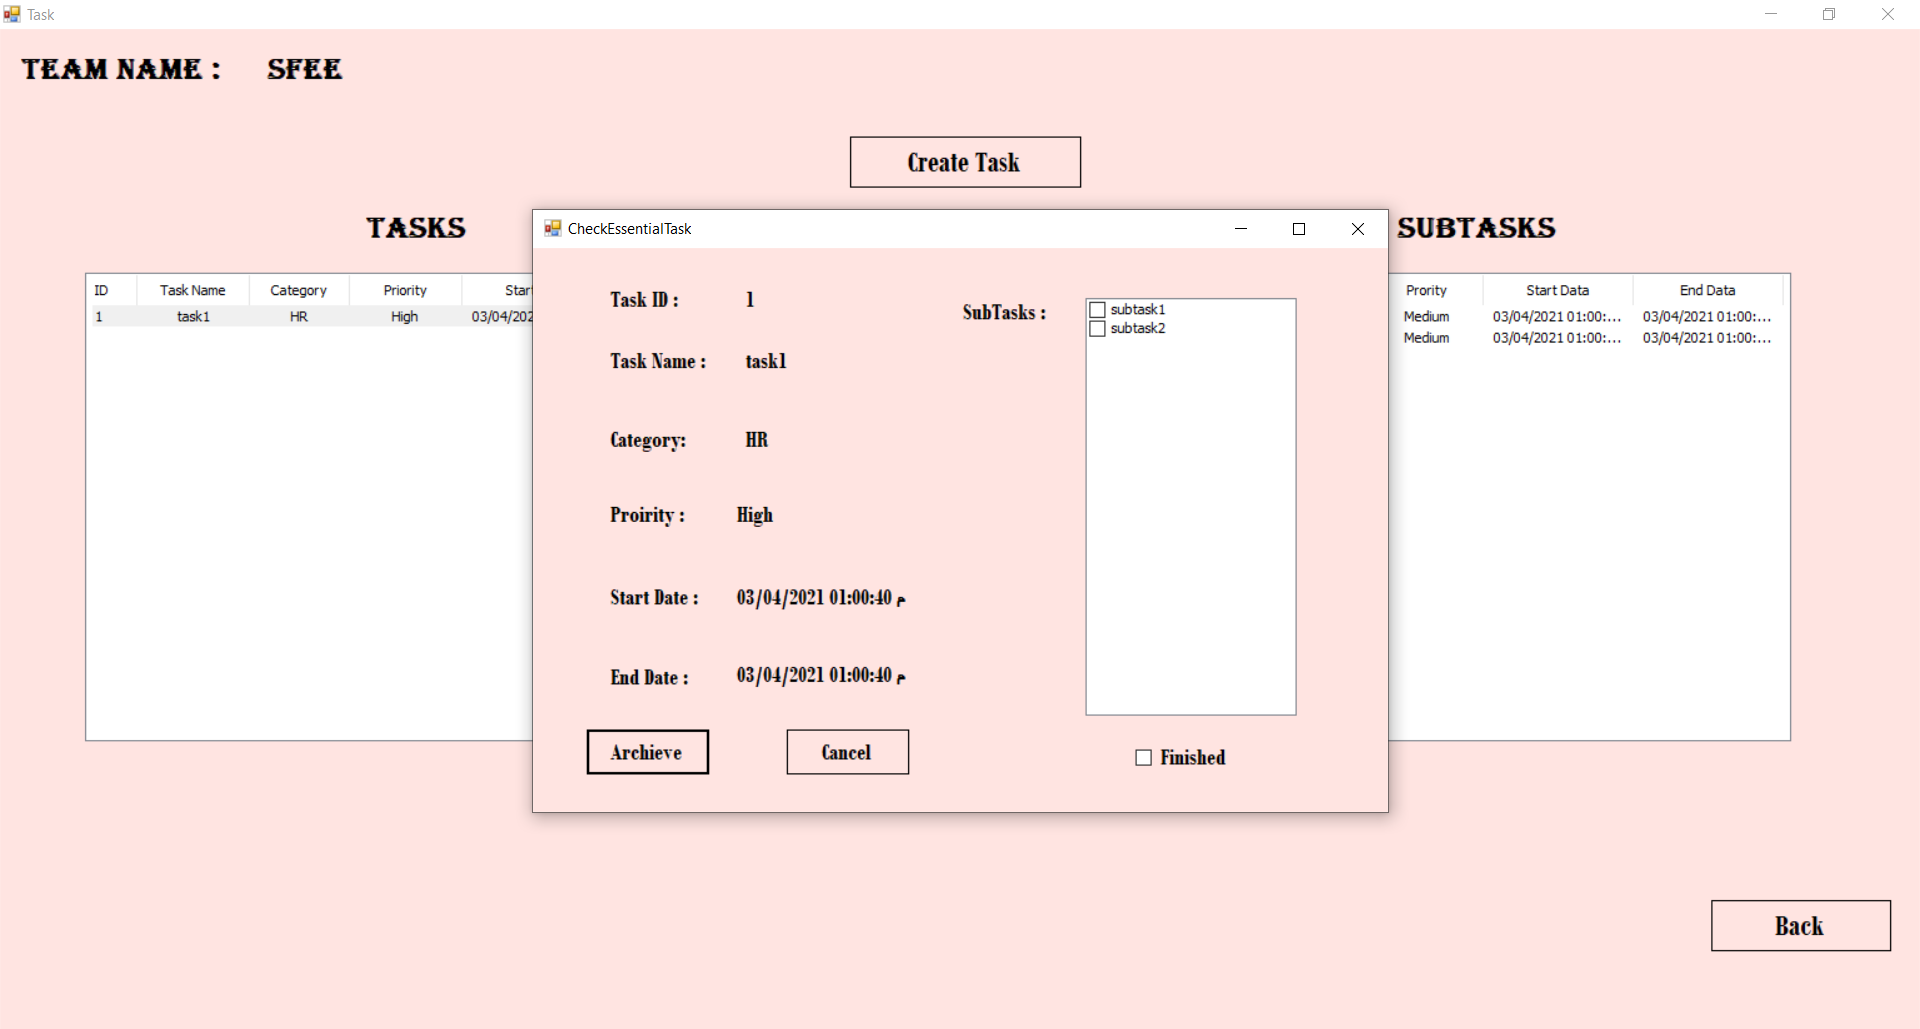 Task
TEAM NAME : SFEE
Create Task
TASKS
SUBTASKS
ID Task Name Category Priority Start
1 task1 HR High 03/04/202
CheckEssentialTask
Task ID : 1
Task Name : task1
Category: HR
Proirity : High
Start Date : 03/04/2021 01:00:40 م
End Date : 03/04/2021 01:00:40 م
SubTasks :
subtask1
subtask2
Archieve
Cancel
Finished
Prority Start Data End Data
Medium 03/04/2021 01:00:... 03/04/2021 01:00:...
Medium 03/04/2021 01:00:... 03/04/2021 01:00:...
Back